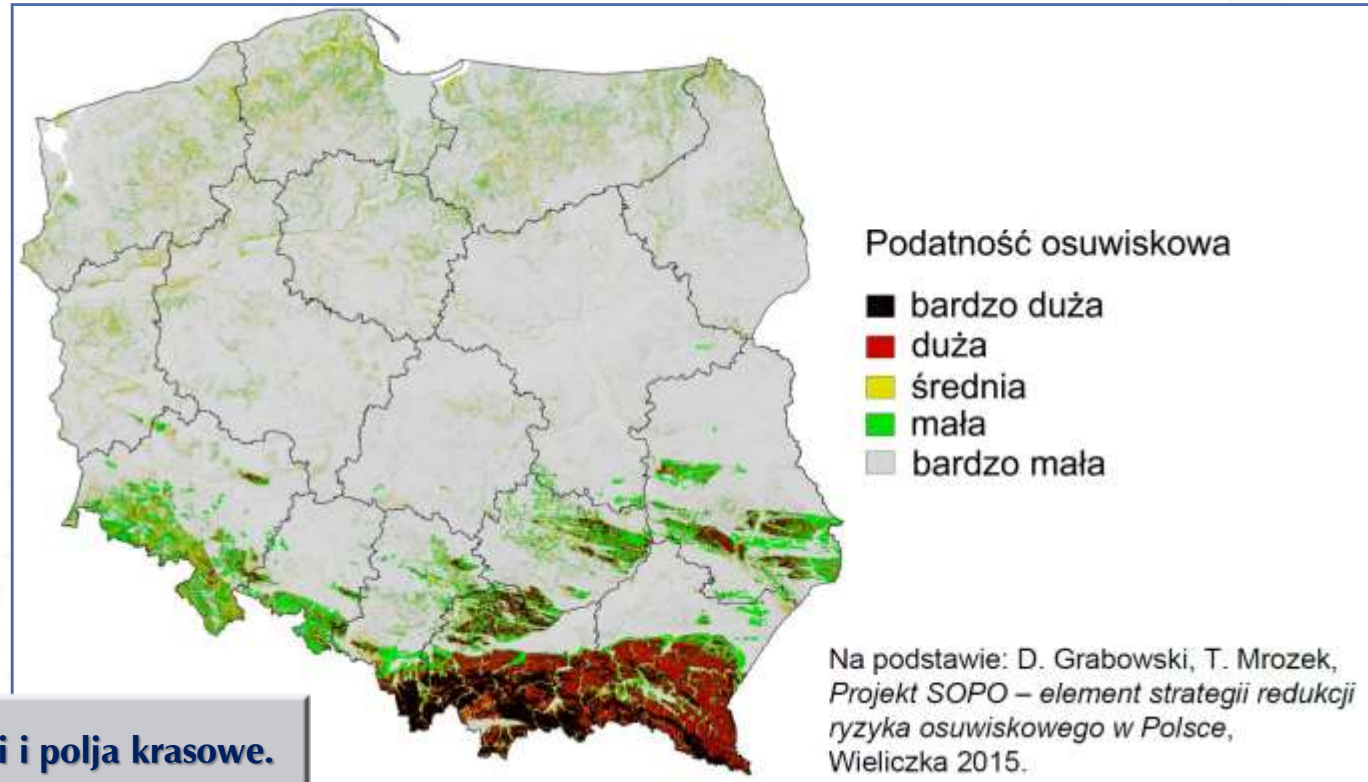 Podatność osuwiskowa
bardzo duża
duża
średnia
mała
bardzo mała
Na podstawie: D. Grabowski, T. Mrozek,
Projekt SOPO – element strategii redukcji
ryzyka osuwiskowego w Polsce,
Wieliczka 2015.
i polja krasowe.